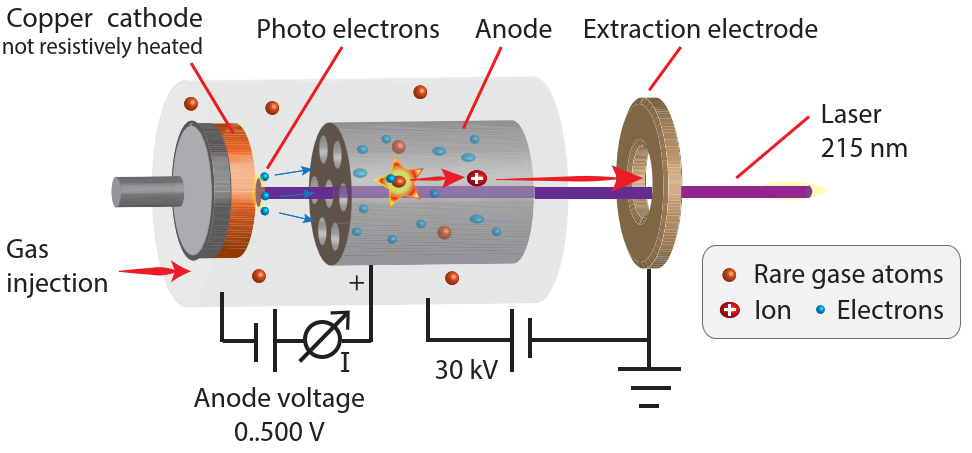 Copper cathode
not resistively heated
Photo electrons
Anode
Extraction electrode
Laser
215 nm
Gas
injection
+
I
Anode voltage
0..500 V
30 kV
Rare gase atoms
Ion
Electrons